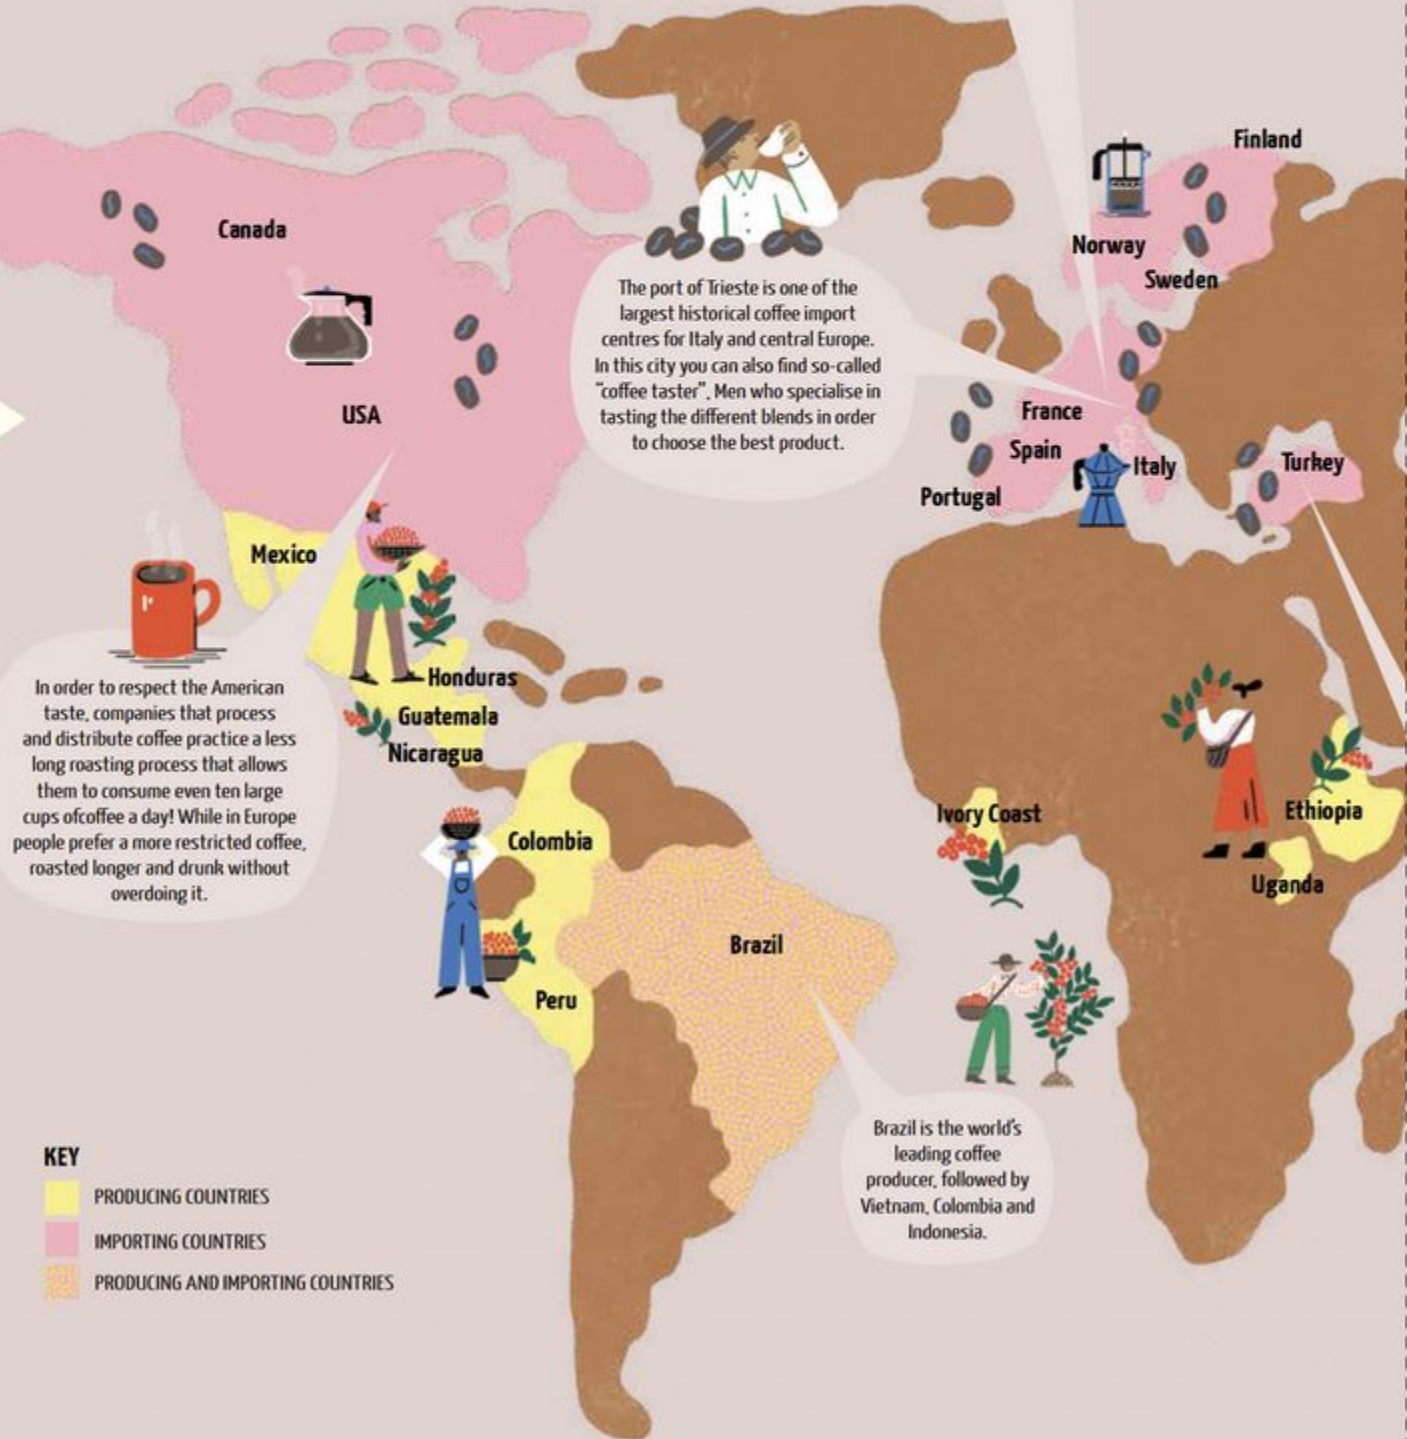 Finland
Canada
Norway
Sweden
The port of Trieste is one of the
largest historical coffee import
centres for Italy and central Europe.
In this city you can also find so-called
"coffee taster", Men who specialise in
tasting the different blends in order
to choose the best product.
USA
France
Spain
Italy
Turkey
Portugal
Mexico
Honduras
Guatemala
Nicaragua
In order to respect the American
taste, companies that process
and distribute coffee practice a less
long roasting process that allows
them to consume even ten large
cups ofcoffee a day! While in Europe
people prefer a more restricted coffee,
roasted longer and drunk without
overdoing it.
Colombia
Ivory Coast
Ethiopia
Uganda
Brazil
Peru
Brazil is the world's
leading coffee
producer, followed by
Vietnam, Colombia and
Indonesia.
KEY
PRODUCING COUNTRIES
IMPORTING COUNTRIES
PRODUCING AND IMPORTING COUNTRIES